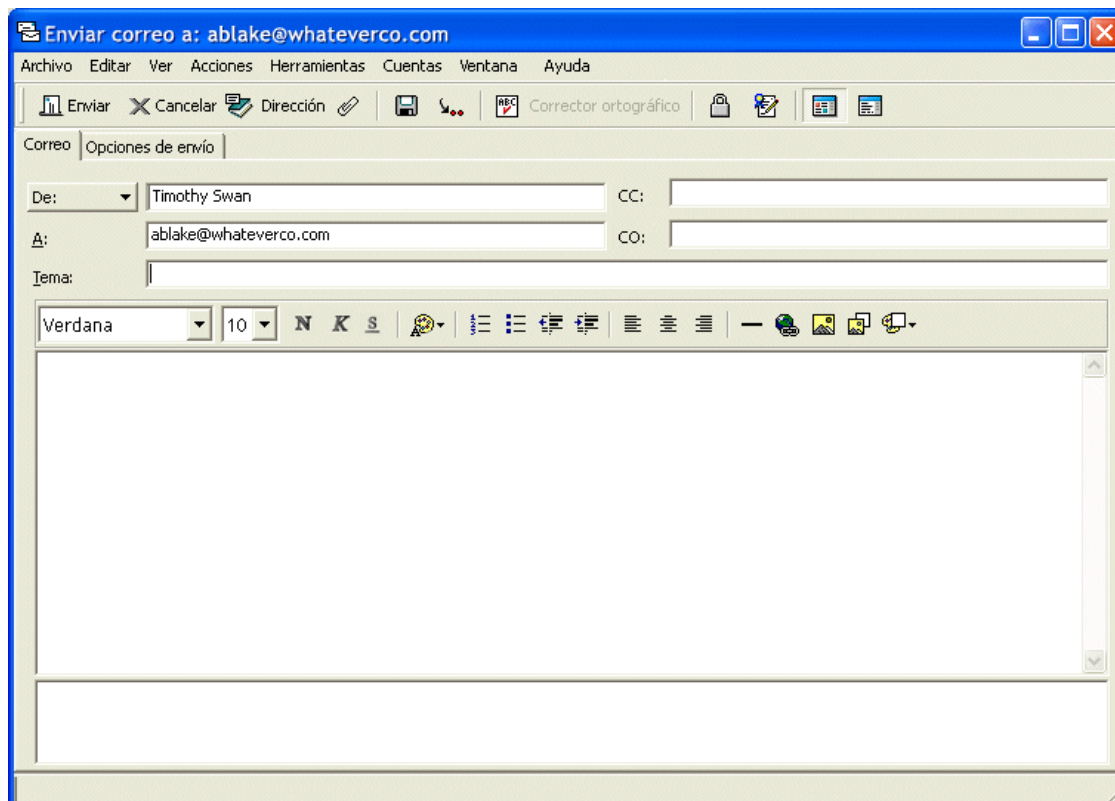 Enviar correo a: ablake@whateverco.com
Archivo Editar Ver Acciones Herramientas Cuentas Ventana Ayuda
Enviar Cancelar Dirección ABC Corrector ortográfico
Correo Opciones de envío
De: Timothy Swan CC:
A: ablake@whateverco.com CO:
Tema:
Verdana 10 N K S